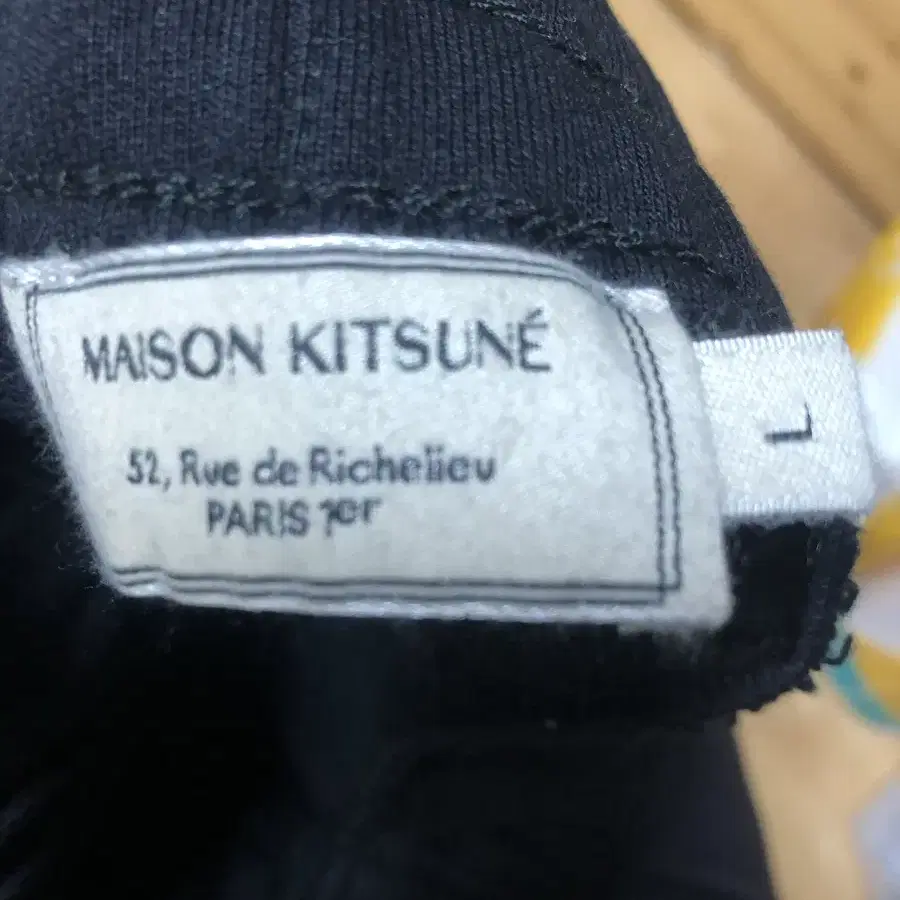 MAISON KITSUNÉ
52, Rue de Richelieu
PARIS 1er
L